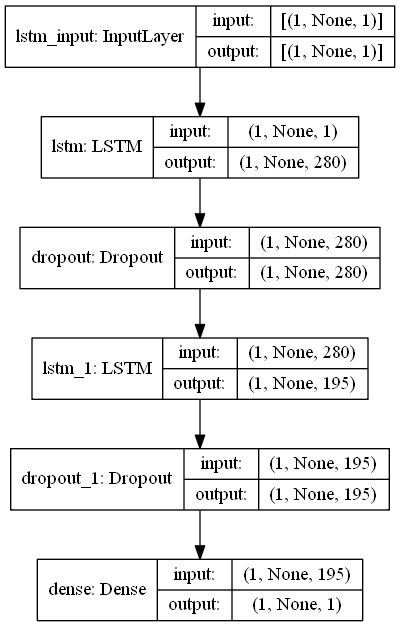 lstm_input: InputLayer
input: [(1, None, 1)]
output: [(1, None, 1)]
lstm: LSTM
input: (1, None, 1)
output: (1, None, 280)
dropout: Dropout
input: (1, None, 280)
output: (1, None, 280)
lstm_1: LSTM
input: (1, None, 280)
output: (1, None, 195)
dropout_1: Dropout
input: (1, None, 195)
output: (1, None, 195)
dense: Dense
input: (1, None, 195)
output: (1, None, 1)